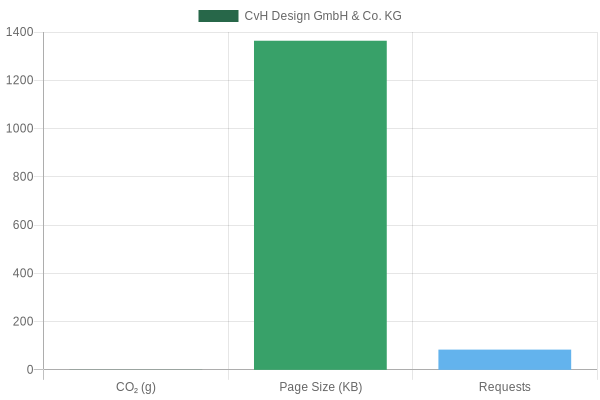 CvH Design GmbH & Co. KG
1400
1200
1000
800
600
400
200
0
CO₂ (g)
Page Size (KB)
Requests